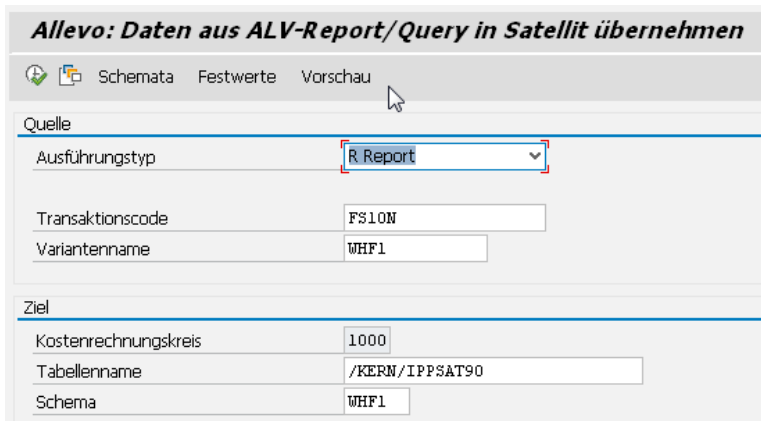 Allevo: Daten aus ALV-Report/Query in Satellit übernehmen
Schemata Festwerte Vorschau
Quelle
Ausführungstyp R Report
Transaktionscode FS10N
Variantenname WHF1
Ziel
Kostenrechnungskreis 1000
Tabellenname /KERN/IPPSAT90
Schema WHF1